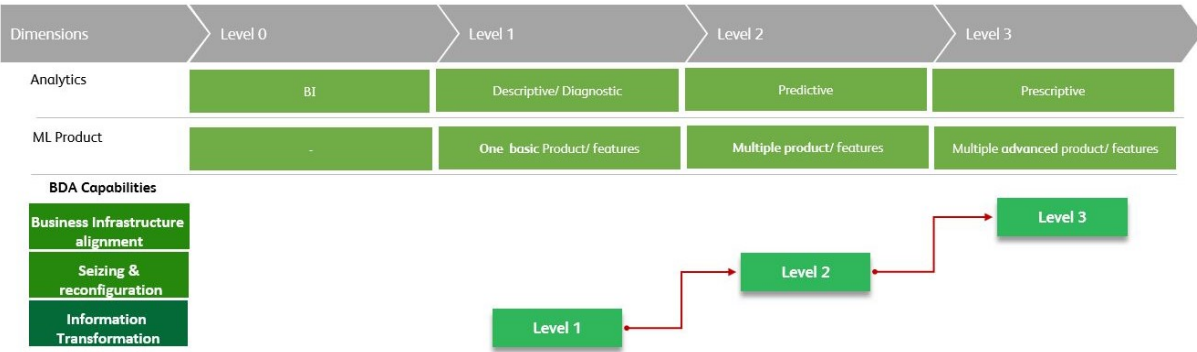 Dimensions Level 0 Level 1 Level 2 Level 3
Analytics BI Descriptive/ Diagnostic Predictive Prescriptive
ML Product - One basic Product/ features Multiple product/ features Multiple advanced product/ features
BDA Capabilities
Business Infrastructure
alignment
Level 3
Seizing &
reconfiguration
Level 2
Information
Transformation
Level 1